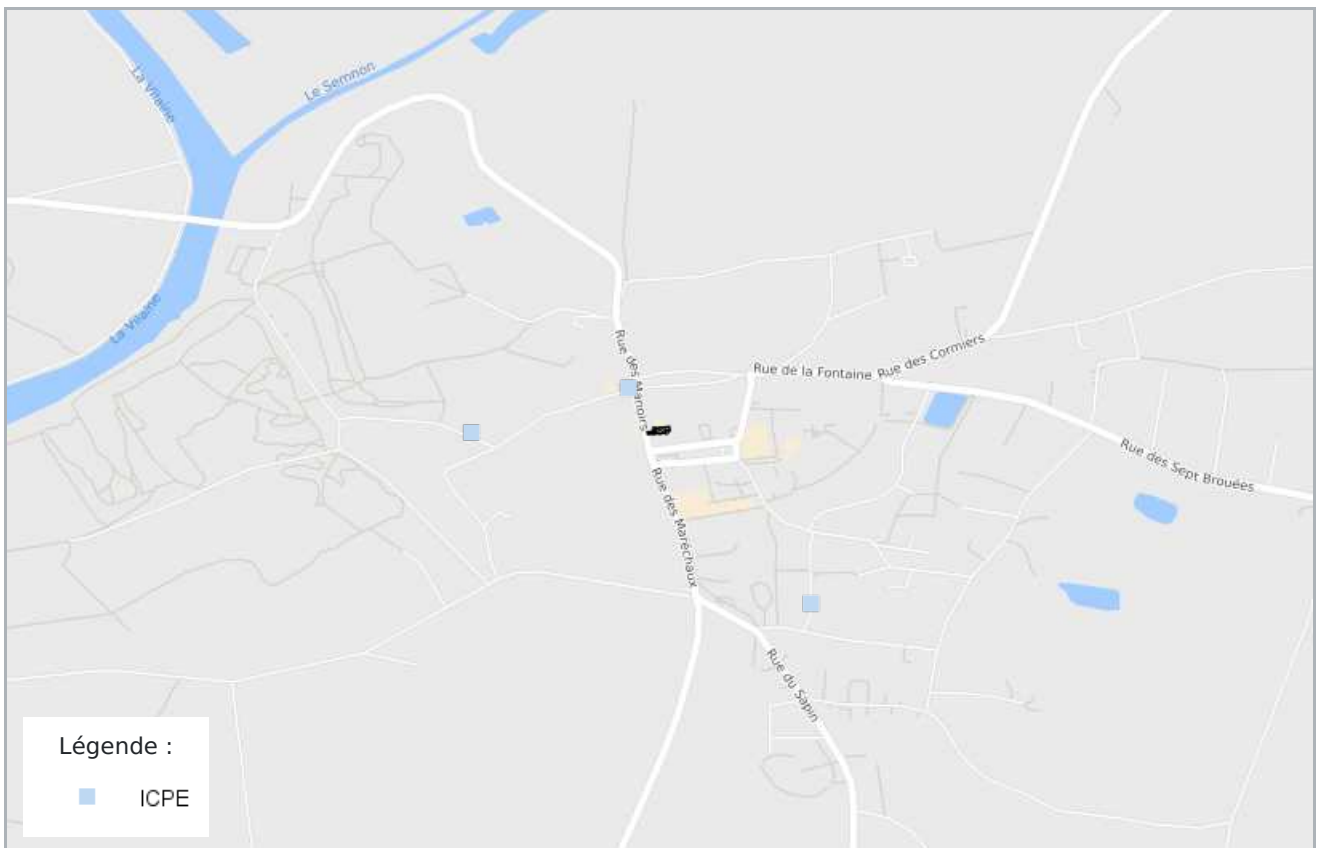 La Vilaine
Le Semnon
La Vilaine
Rue des Manoirs
Rue de la Fontaine
Rue des Cormiers
Rue des Sept Brouées
Rue des Maréchaux
Rue du Sapin
Légende :
ICPE